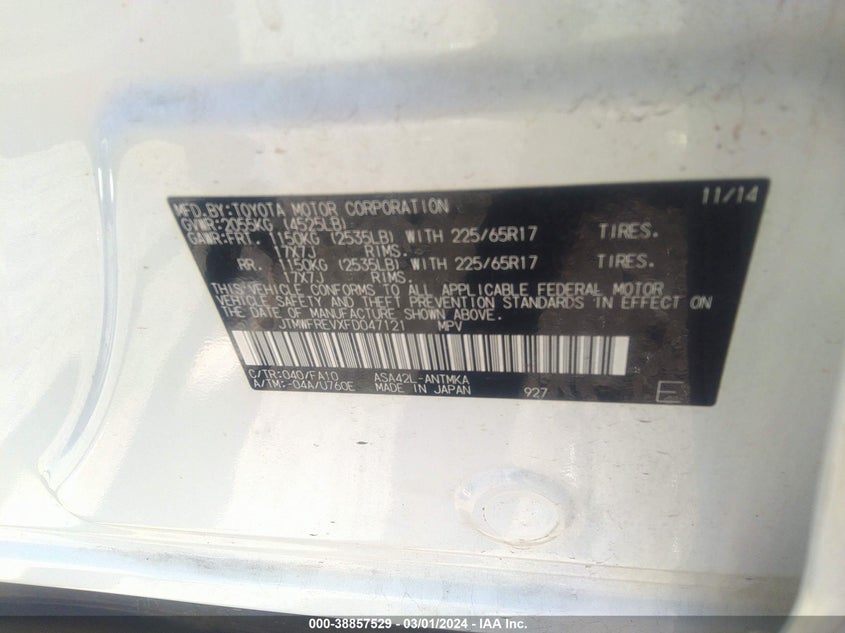 MFD.BY:TOYOTA MOTOR CORPORATION 11/14
GVWR:2055KG (4525LB)
GAWR:FRT. 1150KG (2535LB) WITH 225/65R17 TIRES.
17X7J RIMS.
RR. 1150KG (2535LB) WITH 225/65R17 TIRES.
17X7J RIMS.
THIS VEHICLE CONFORMS TO ALL APPLICABLE FEDERAL MOTOR
VEHICLE SAFETY AND THEFT PREVENTION STANDARDS IN EFFECT ON
THE DATE OF MANUFACTURE SHOWN ABOVE.
JTMWFREVXFD047121 MPV
C/TR:040/FA10 ASA42L-ANTMKA
A/TM:-04A/U760E MADE IN JAPAN 927 E
000-38857529 — 03/01/2024 — © IAA Inc.